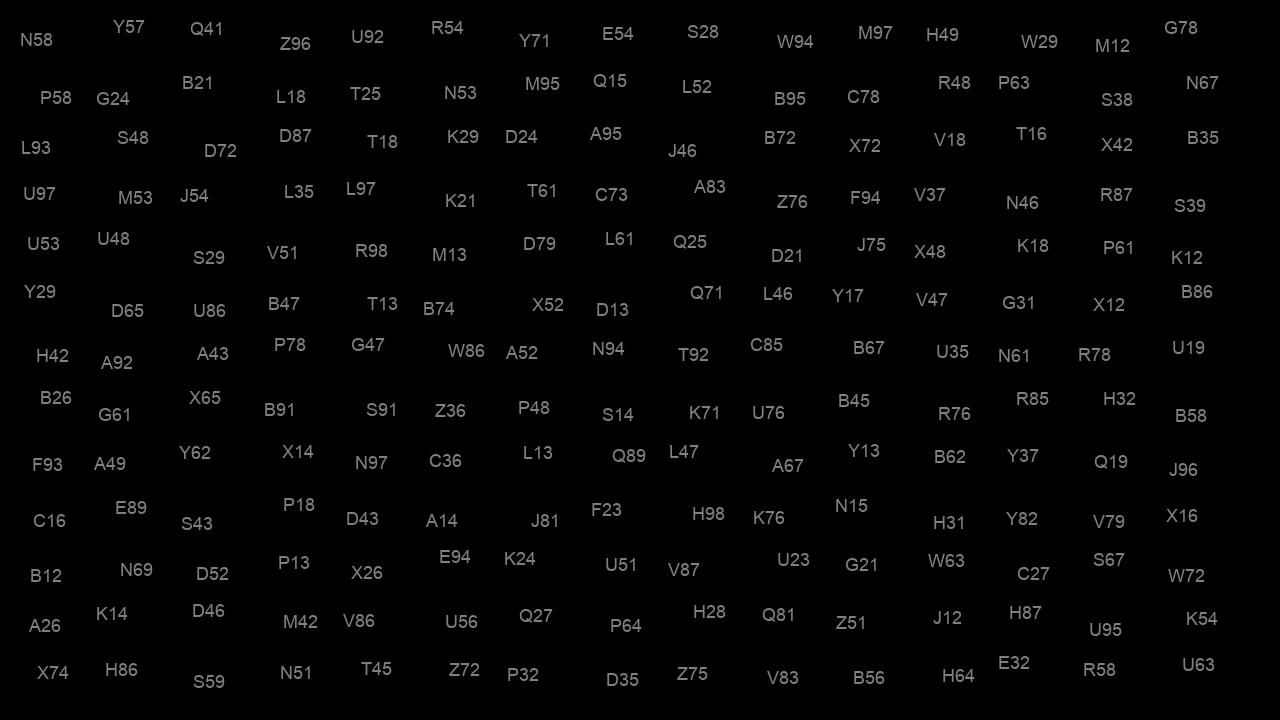 N58 Y57 Q41 Z96 U92 R54 Y71 E54 S28 W94 M97 H49 W29 M12 G78
P58 G24 B21 L18 T25 N53 M95 Q15 L52 B95 C78 R48 P63 S38 N67
L93 S48 D72 D87 T18 K29 D24 A95 J46 B72 X72 V18 T16 X42 B35
U97 M53 J54 L35 L97 K21 T61 C73 A83 Z76 F94 V37 N46 R87 S39
U53 U48 S29 V51 R98 M13 D79 L61 Q25 D21 J75 X48 K18 P61 K12
Y29 D65 U86 B47 T13 B74 X52 D13 Q71 L46 Y17 V47 G31 X12 B86
H42 A92 A43 P78 G47 W86 A52 N94 T92 C85 B67 U35 N61 R78 U19
B26 G61 X65 B91 S91 Z36 P48 S14 K71 U76 B45 R76 R85 H32 B58
F93 A49 Y62 X14 N97 C36 L13 Q89 L47 A67 Y13 B62 Y37 Q19 J96
C16 E89 S43 P18 D43 A14 J81 F23 H98 K76 N15 H31 Y82 V79 X16
B12 N69 D52 P13 X26 E94 K24 U51 V87 U23 G21 W63 C27 S67 W72
A26 K14 D46 M42 V86 U56 Q27 P64 H28 Q81 Z51 J12 H87 U95 K54
X74 H86 S59 N51 T45 Z72 P32 D35 Z75 V83 B56 H64 E32 R58 U63